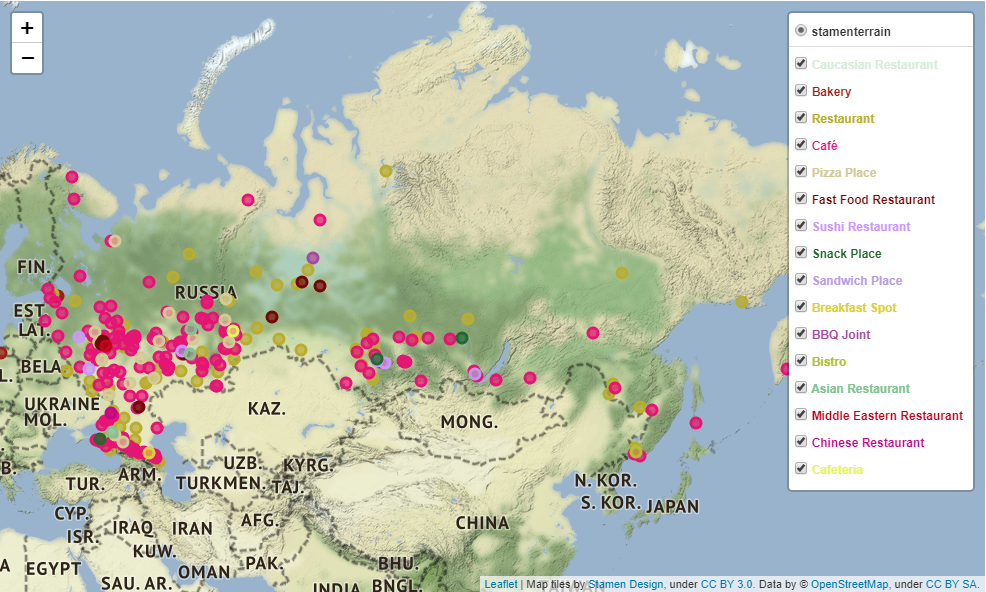 +
−
stamenterrain
Caucasian Restaurant
Bakery
Restaurant
Café
Pizza Place
Fast Food Restaurant
Sushi Restaurant
Snack Place
Sandwich Place
Breakfast Spot
BBQ Joint
Bistro
Asian Restaurant
Middle Eastern Restaurant
Chinese Restaurant
Cafeteria
FIN.
RUSSIA
EST.
LAT.
BELA.
L.
UKRAINE
MOL.
KAZ.
MONG.
B.
TUR.
ARM.
UZB.
KYRG.
TURKMEN.
TAJ.
N. KOR.
S. KOR.
JAPAN
CYP.
ISR.
IRAQ
IRAN
AFG.
CHINA
KUW.
A
EGYPT
SAU. AR.
OMAN
PAK.
BHU.
INDIA
BNGL.
TAIWAN
Leaflet | Map tiles by Stamen Design, under CC BY 3.0. Data by © OpenStreetMap, under CC BY SA.